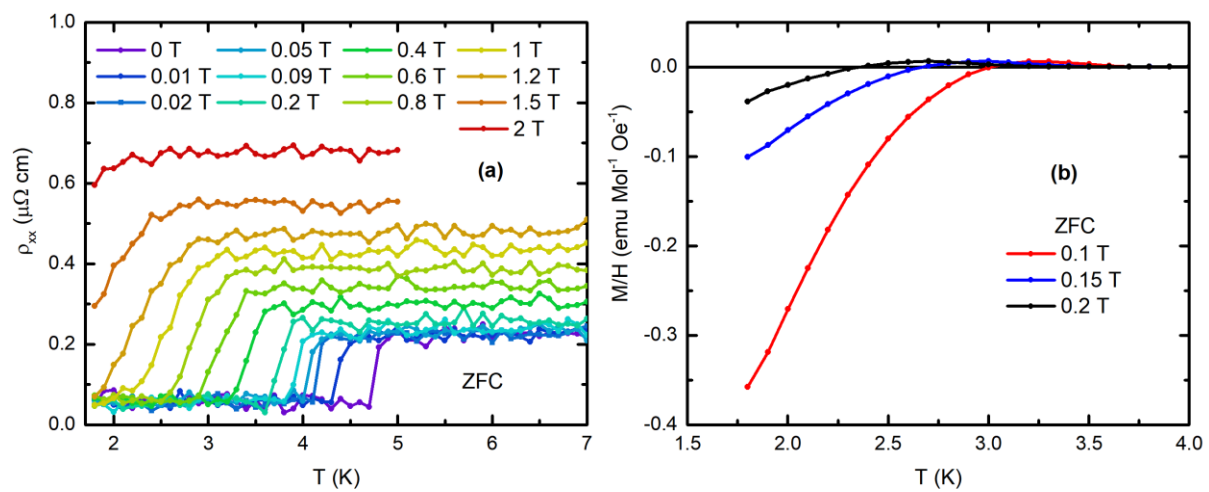 1.0
0.8
0.6
0.4
0.2
0.0
ρxx (μΩ cm)
0 T 0.05 T 0.4 T 1 T
0.01 T 0.09 T 0.6 T 1.2 T
0.02 T 0.2 T 0.8 T 1.5 T
2 T
(a)
ZFC
2 3 4 5 6 7
T (K)
0.0
-0.1
-0.2
-0.3
-0.4
M/H (emu Mol⁻¹ Oe⁻¹)
(b)
ZFC
0.1 T
0.15 T
0.2 T
1.5 2.0 2.5 3.0 3.5 4.0
T (K)